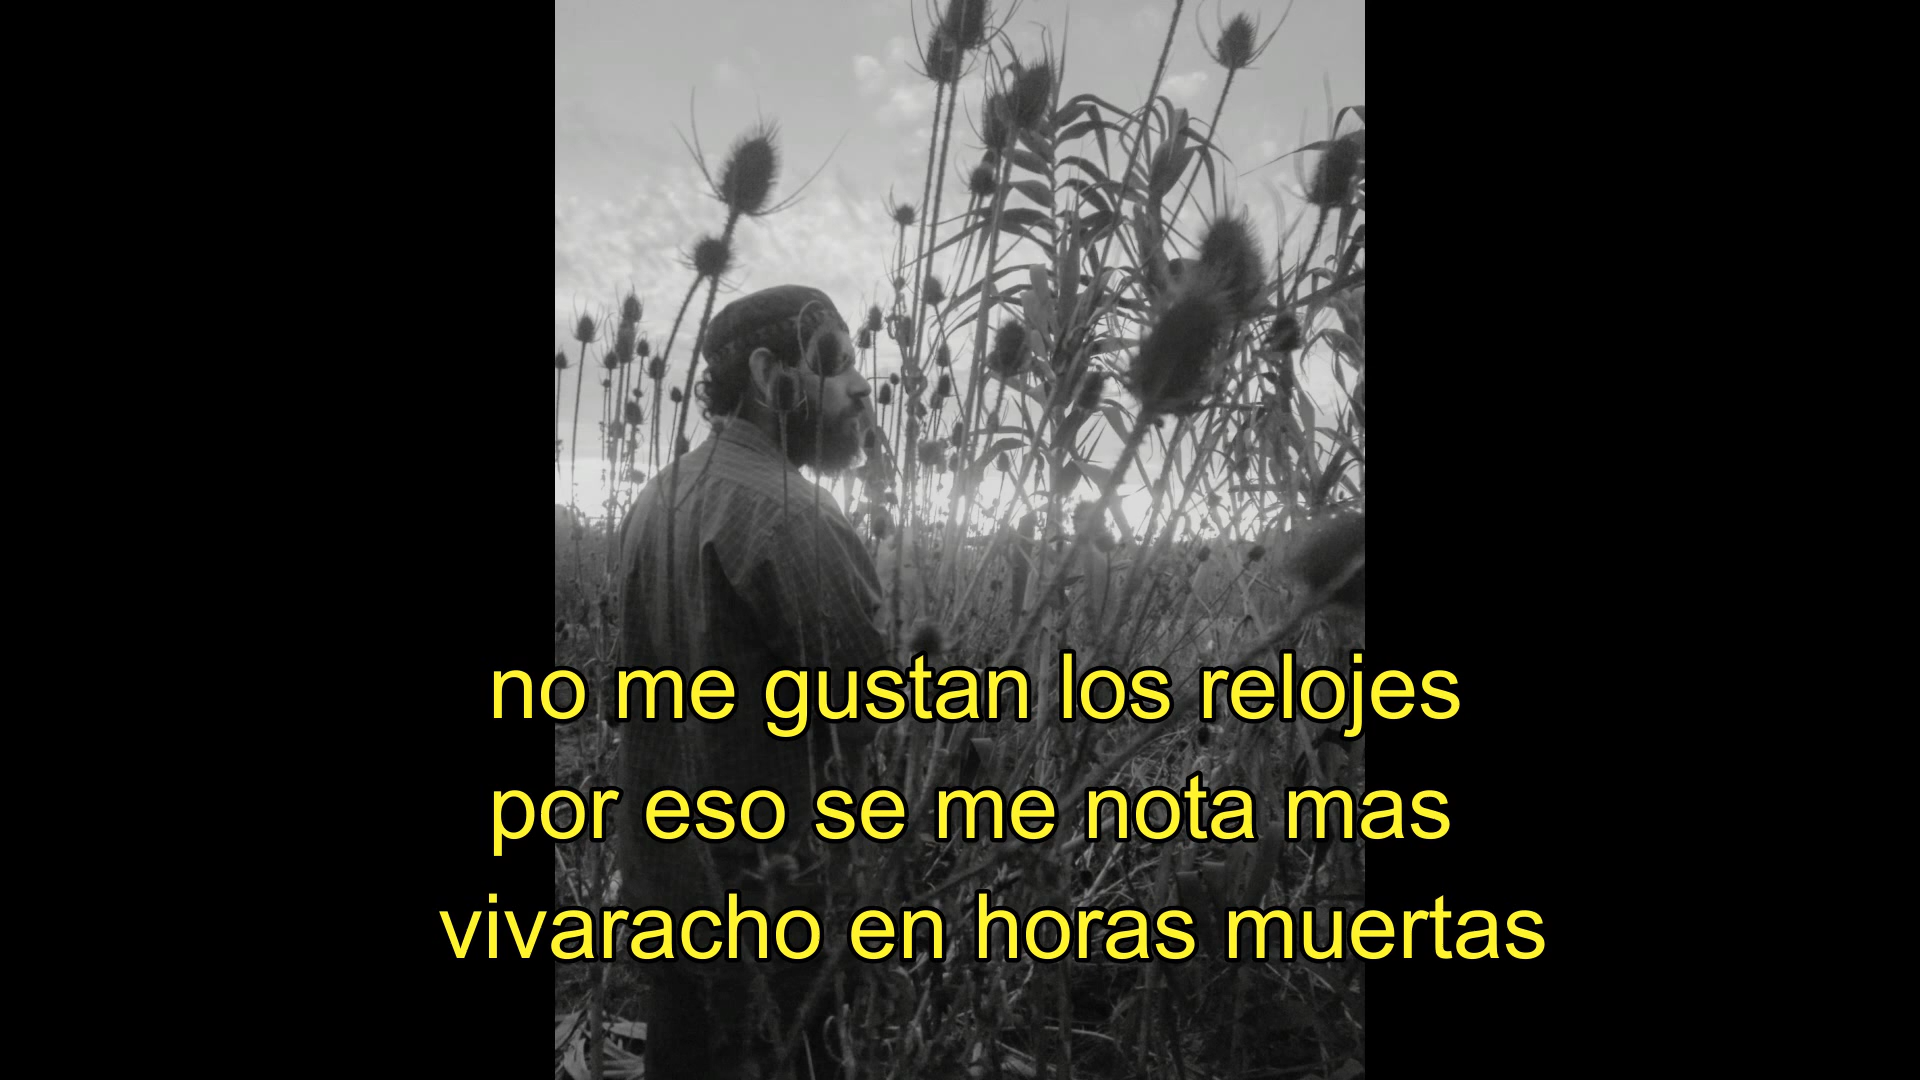 no me gustan los relojes
por eso se me nota mas
vivaracho en horas muertas